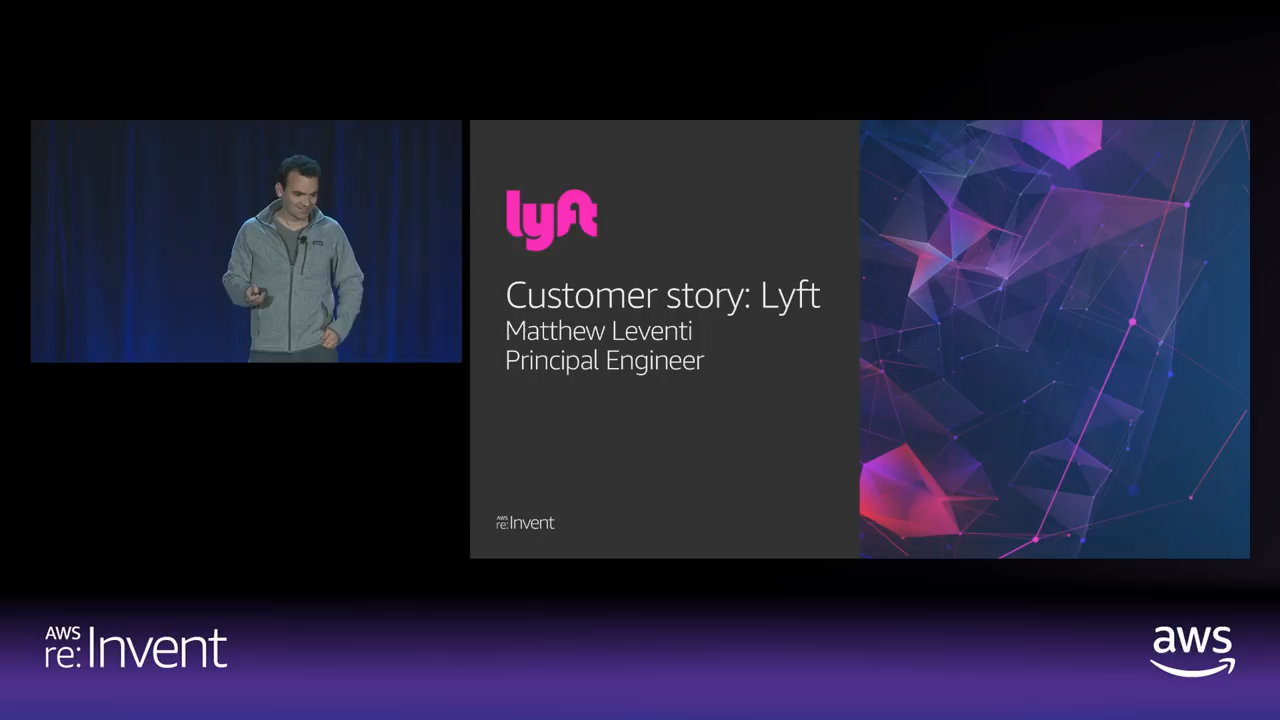 lyft
Customer story: Lyft
Matthew Leventi
Principal Engineer
AWS
re:Invent
AWS
re:Invent
aws